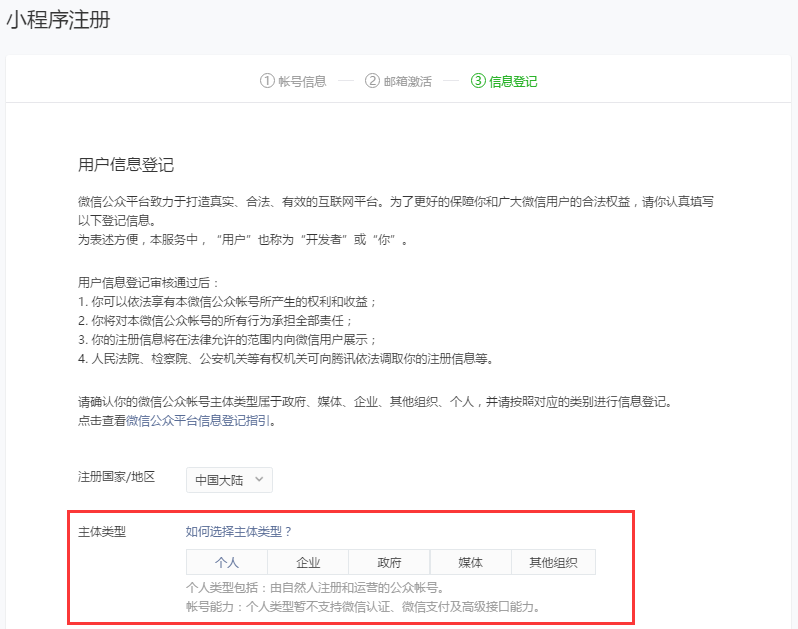 小程序注册
① 帐号信息 — ② 邮箱激活 — ③ 信息登记
用户信息登记
微信公众平台致力于打造真实、合法、有效的互联网平台。为了更好的保障你和广大微信用户的合法权益，请你认真填写
以下登记信息。
为表述方便，本服务中，“用户”也称为“开发者”或“你”。
用户信息登记审核通过后：
1. 你可以依法享有本微信公众帐号所产生的权利和收益；
2. 你将对本微信公众帐号的所有行为承担全部责任；
3. 你的注册信息将在法律允许的范围内向微信用户展示；
4. 人民法院、检察院、公安机关等有权机关可向腾讯依法调取你的注册信息等。
请确认你的微信公众帐号主体类型属于政府、媒体、企业、其他组织、个人，并请按照对应的类别进行信息登记。
点击查看微信公众平台信息登记指引。
注册国家/地区 中国大陆
主体类型 如何选择主体类型？
个人 企业 政府 媒体 其他组织
个人类型包括：由自然人注册和运营的公众帐号。
帐号能力：个人类型暂不支持微信认证、微信支付及高级接口能力。